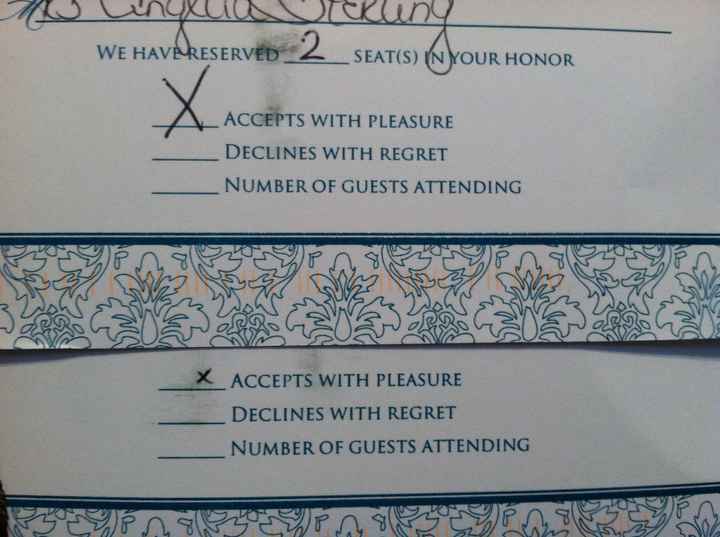 Sterling
WE HAVE RESERVED 2 SEAT(S) IN YOUR HONOR
X ACCEPTS WITH PLEASURE
DECLINES WITH REGRET
NUMBER OF GUESTS ATTENDING
x ACCEPTS WITH PLEASURE
DECLINES WITH REGRET
NUMBER OF GUESTS ATTENDING